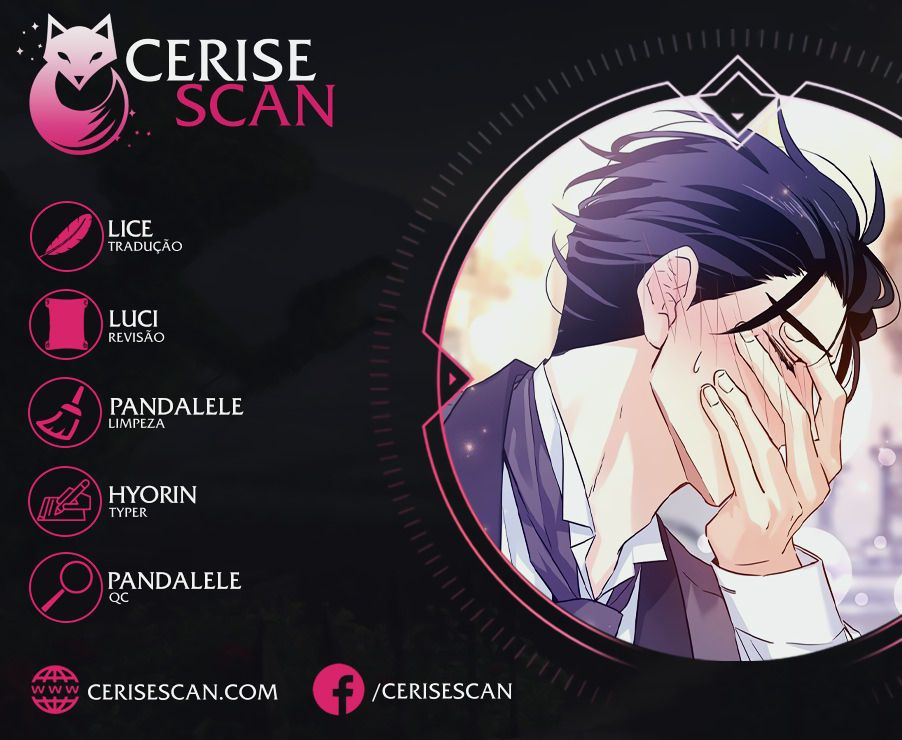 CERISE
SCAN
LICE
TRADUÇÃO
LUCI
REVISÃO
PANDALELE
LIMPEZA
HYORIN
TYPER
PANDALELE
QC
WWW
CERISESCAN.COM
/CERISESCAN